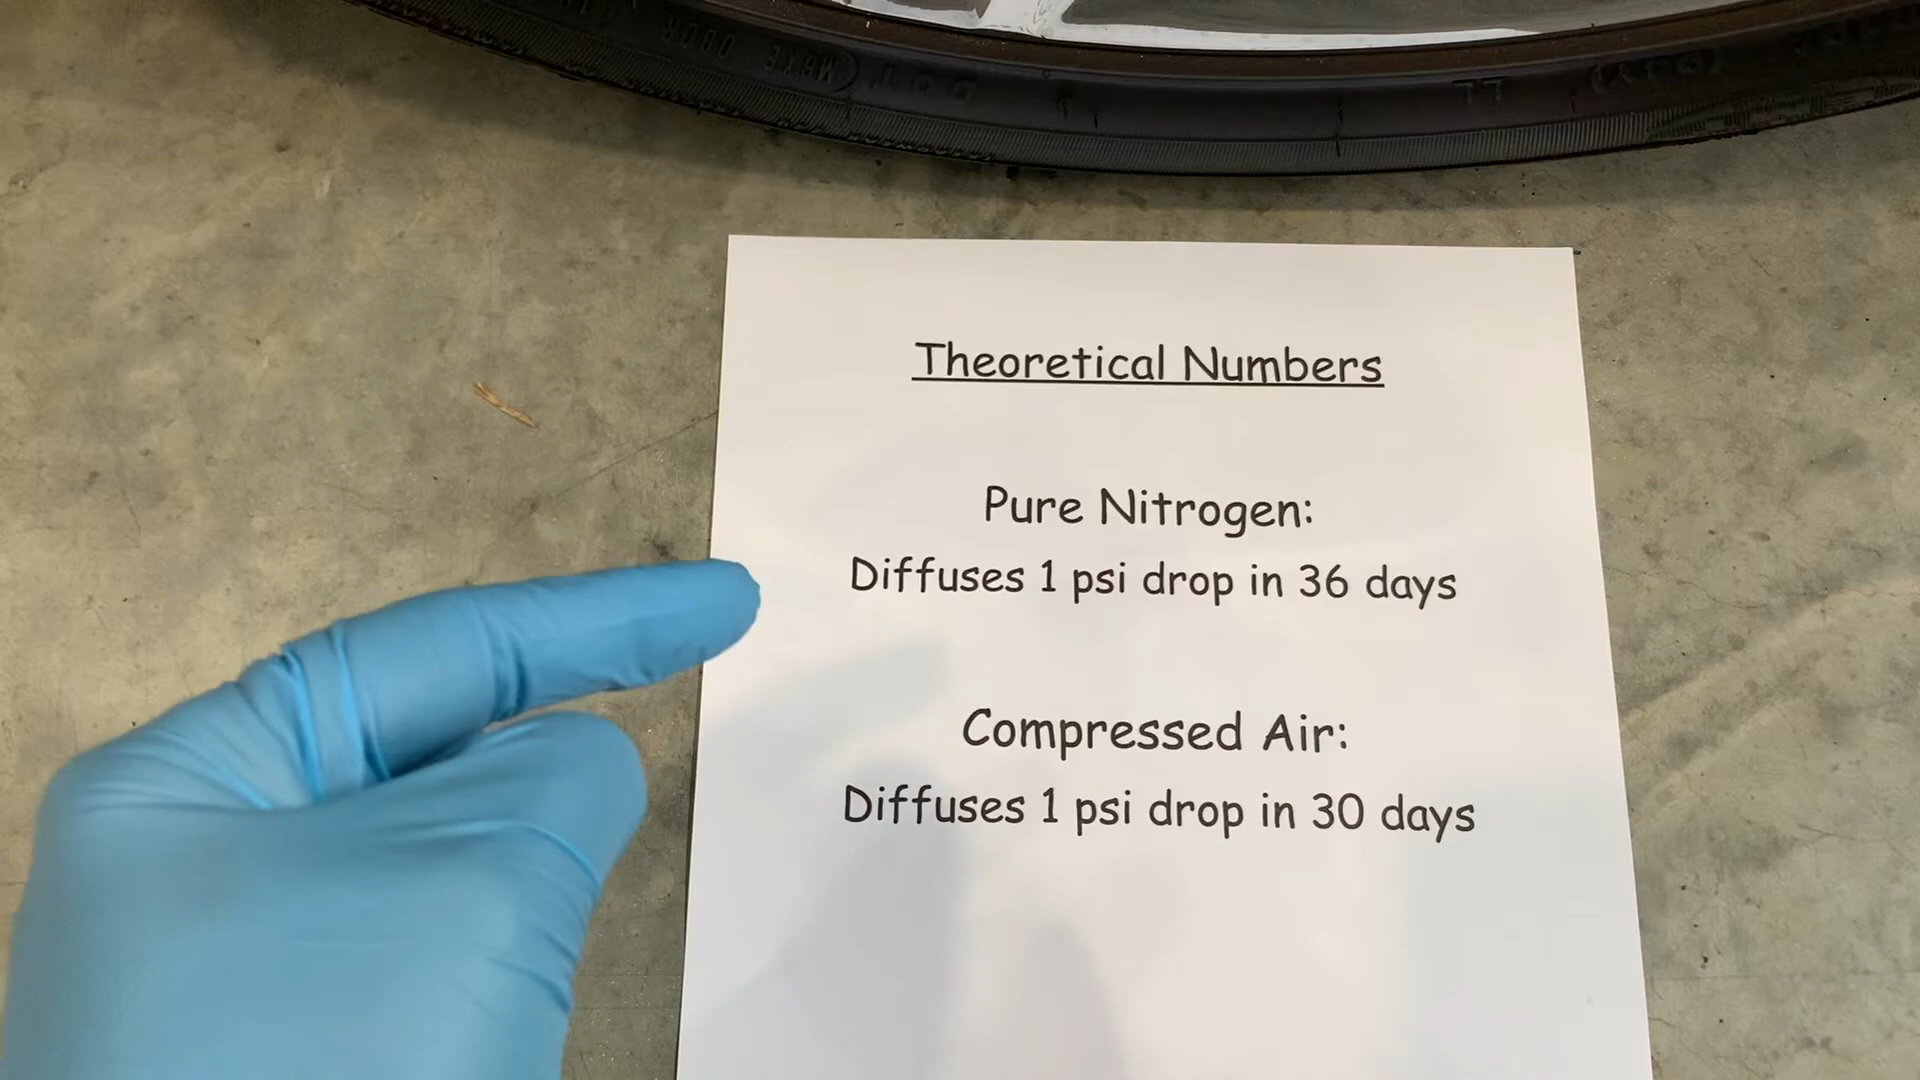 Theoretical Numbers
Pure Nitrogen:
Diffuses 1 psi drop in 36 days
Compressed Air:
Diffuses 1 psi drop in 30 days